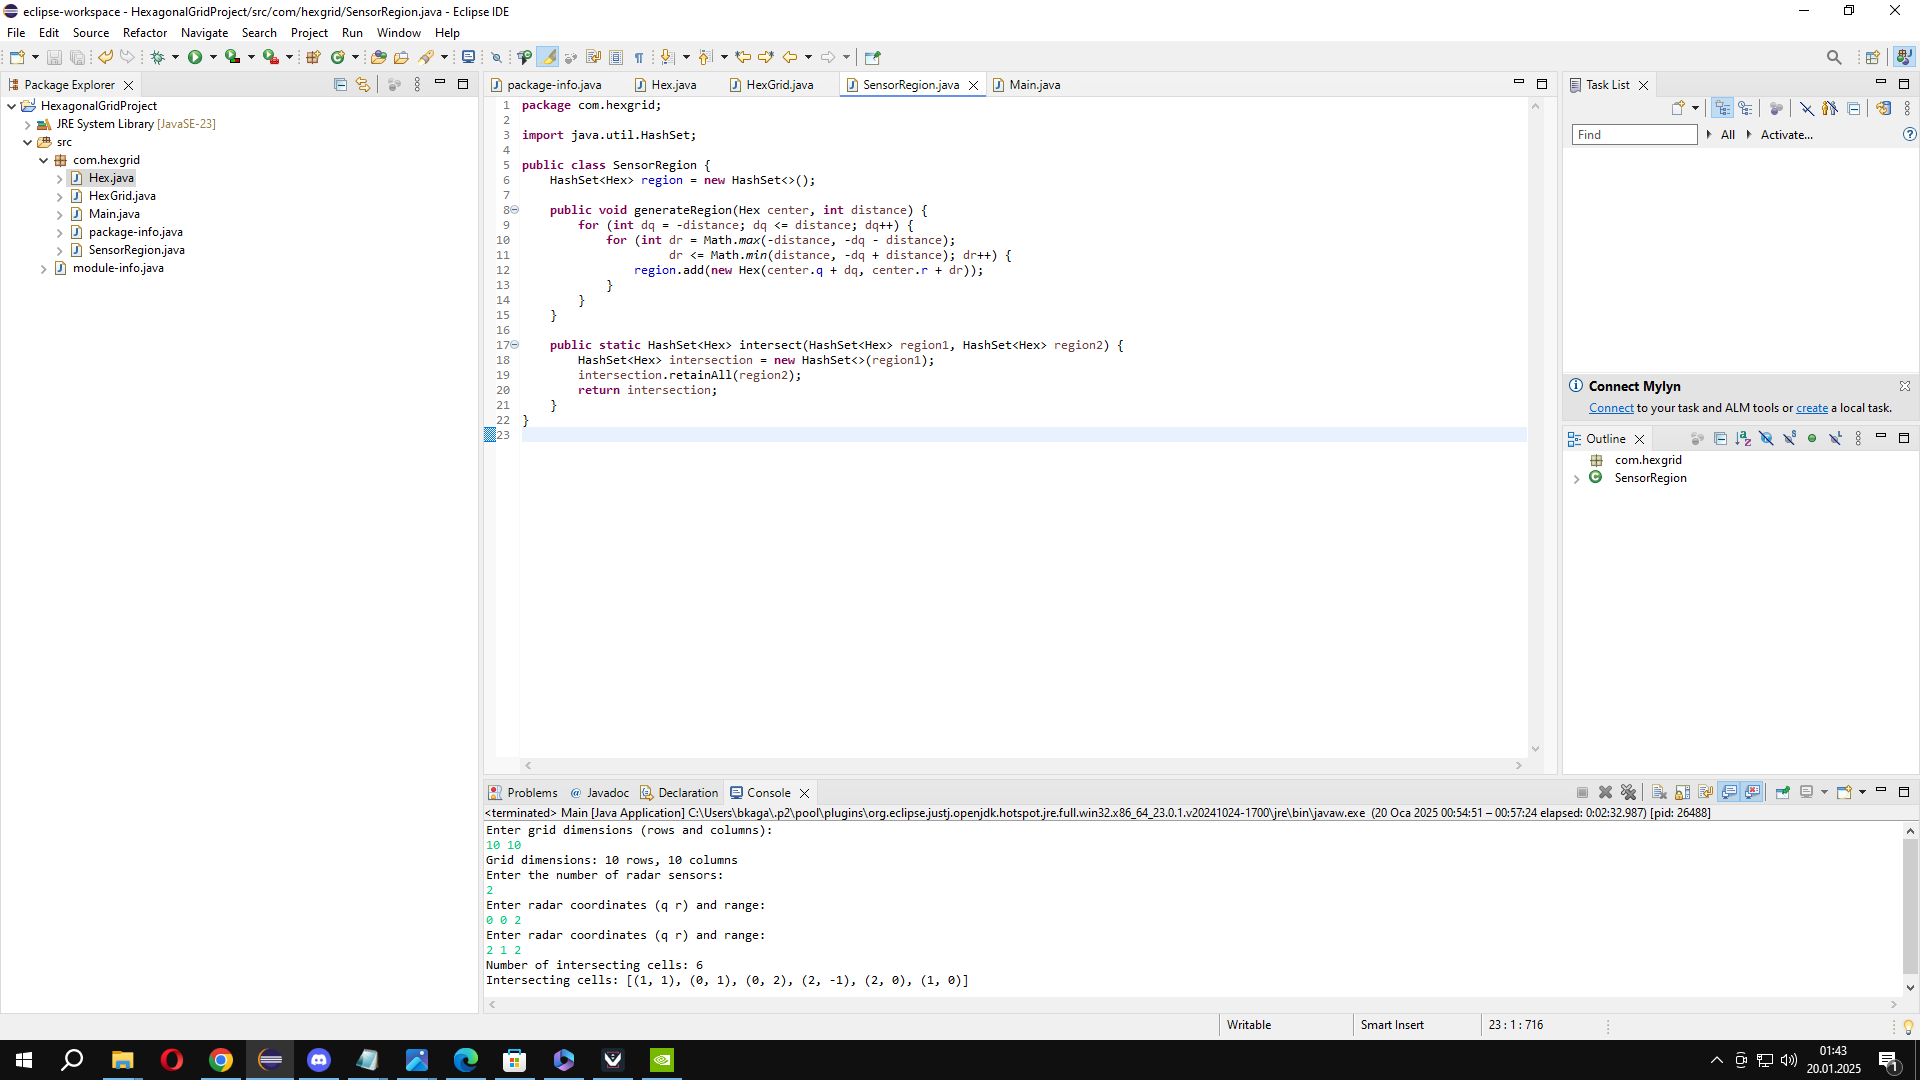 eclipse-workspace - HexagonalGridProject/src/com/hexgrid/SensorRegion.java - Eclipse IDE
File Edit Source Refactor Navigate Search Project Run Window Help
Package Explorer
HexagonalGridProject
JRE System Library [JavaSE-23]
src
com.hexgrid
Hex.java
HexGrid.java
Main.java
package-info.java
SensorRegion.java
module-info.java
package-info.java Hex.java HexGrid.java SensorRegion.java Main.java
1 package com.hexgrid;
2
3 import java.util.HashSet;
4
5 public class SensorRegion {
6     HashSet<Hex> region = new HashSet<>();
7
8     public void generateRegion(Hex center, int distance) {
9         for (int dq = -distance; dq <= distance; dq++) {
10             for (int dr = Math.max(-distance, -dq - distance);
11                      dr <= Math.min(distance, -dq + distance); dr++) {
12                 region.add(new Hex(center.q + dq, center.r + dr));
13             }
14         }
15     }
16
17     public static HashSet<Hex> intersect(HashSet<Hex> region1, HashSet<Hex> region2) {
18         HashSet<Hex> intersection = new HashSet<>(region1);
19         intersection.retainAll(region2);
20         return intersection;
21     }
22 }
23
Task List
Find All Activate...
Connect Mylyn
Connect to your task and ALM tools or create a local task.
Outline
com.hexgrid
SensorRegion
Problems Javadoc Declaration Console
<terminated> Main [Java Application] C:\Users\bkaga\.p2\pool\plugins\org.eclipse.justj.openjdk.hotspot.jre.full.win32.x86_64_23.0.1.v20241024-1700\jre\bin\javaw.exe (20 Oca 2025 00:54:51 – 00:57:24 elapsed: 0:02:32.987) [pid: 26488]
Enter grid dimensions (rows and columns):
10 10
Grid dimensions: 10 rows, 10 columns
Enter the number of radar sensors:
2
Enter radar coordinates (q r) and range:
0 0 2
Enter radar coordinates (q r) and range:
2 1 2
Number of intersecting cells: 6
Intersecting cells: [(1, 1), (0, 1), (0, 2), (2, -1), (2, 0), (1, 0)]
Writable Smart Insert 23 : 1 : 716
01:43
20.01.2025
1